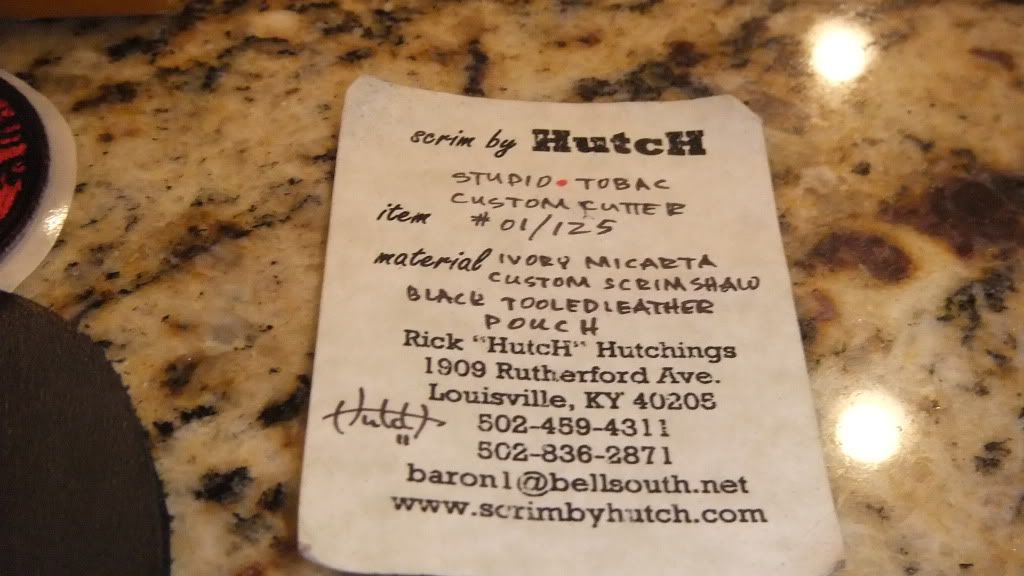 scrim by HutcH
STUDIO • TOBAC
CUSTOM CUTTER
item # 01/125
material IVORY MICARTA
CUSTOM SCRIMSHAW
BLACK TOOLED LEATHER
POUCH
Rick "HutcH" Hutchings
1909 Rutherford Ave.
Louisville, KY 40205
HutcH 502-459-4311
502-836-2871
baron1@bellsouth.net
www.scrimbyhutch.com